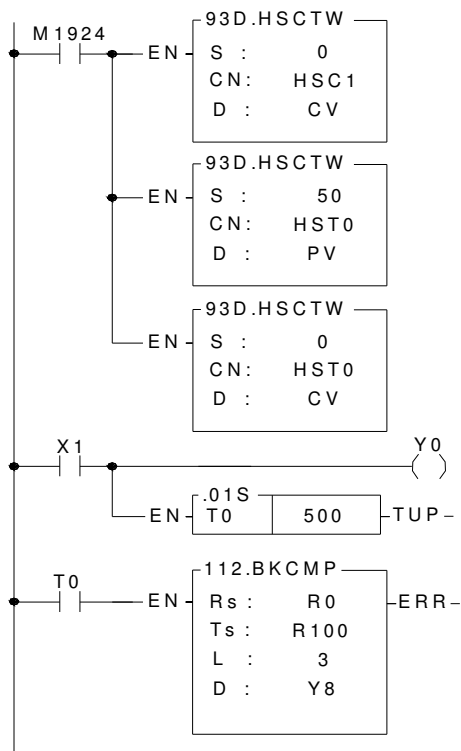 M1924
EN
93D.HSCTW
S : 0
CN: HSC1
D : CV
EN
93D.HSCTW
S : 50
CN: HST0
D : PV
EN
93D.HSCTW
S : 0
CN: HST0
D : CV
X1
Y0
EN
.01S
T0 500
TUP
T0
EN
112.BKCMP
Rs: R0
ERR
Ts: R100
L : 3
D : Y8